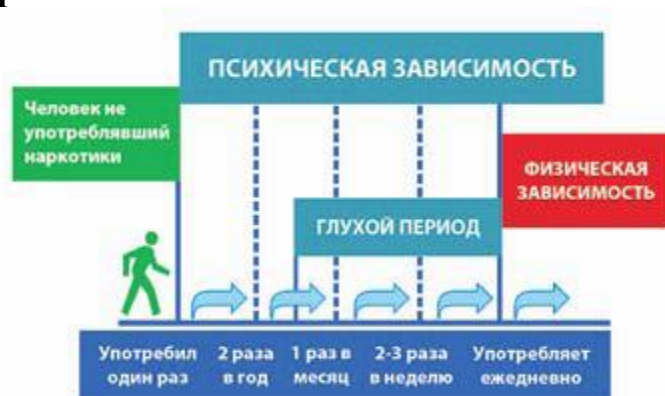 ПСИХИЧЕСКАЯ ЗАВИСИМОСТЬ
Человек не
употреблявший
наркотики
ФИЗИЧЕСКАЯ
ЗАВИСИМОСТЬ
ГЛУХОЙ ПЕРИОД
Употребил
один раз
2 раза
в год
1 раз в
месяц
2-3 раза
в неделю
Употребляет
ежедневно